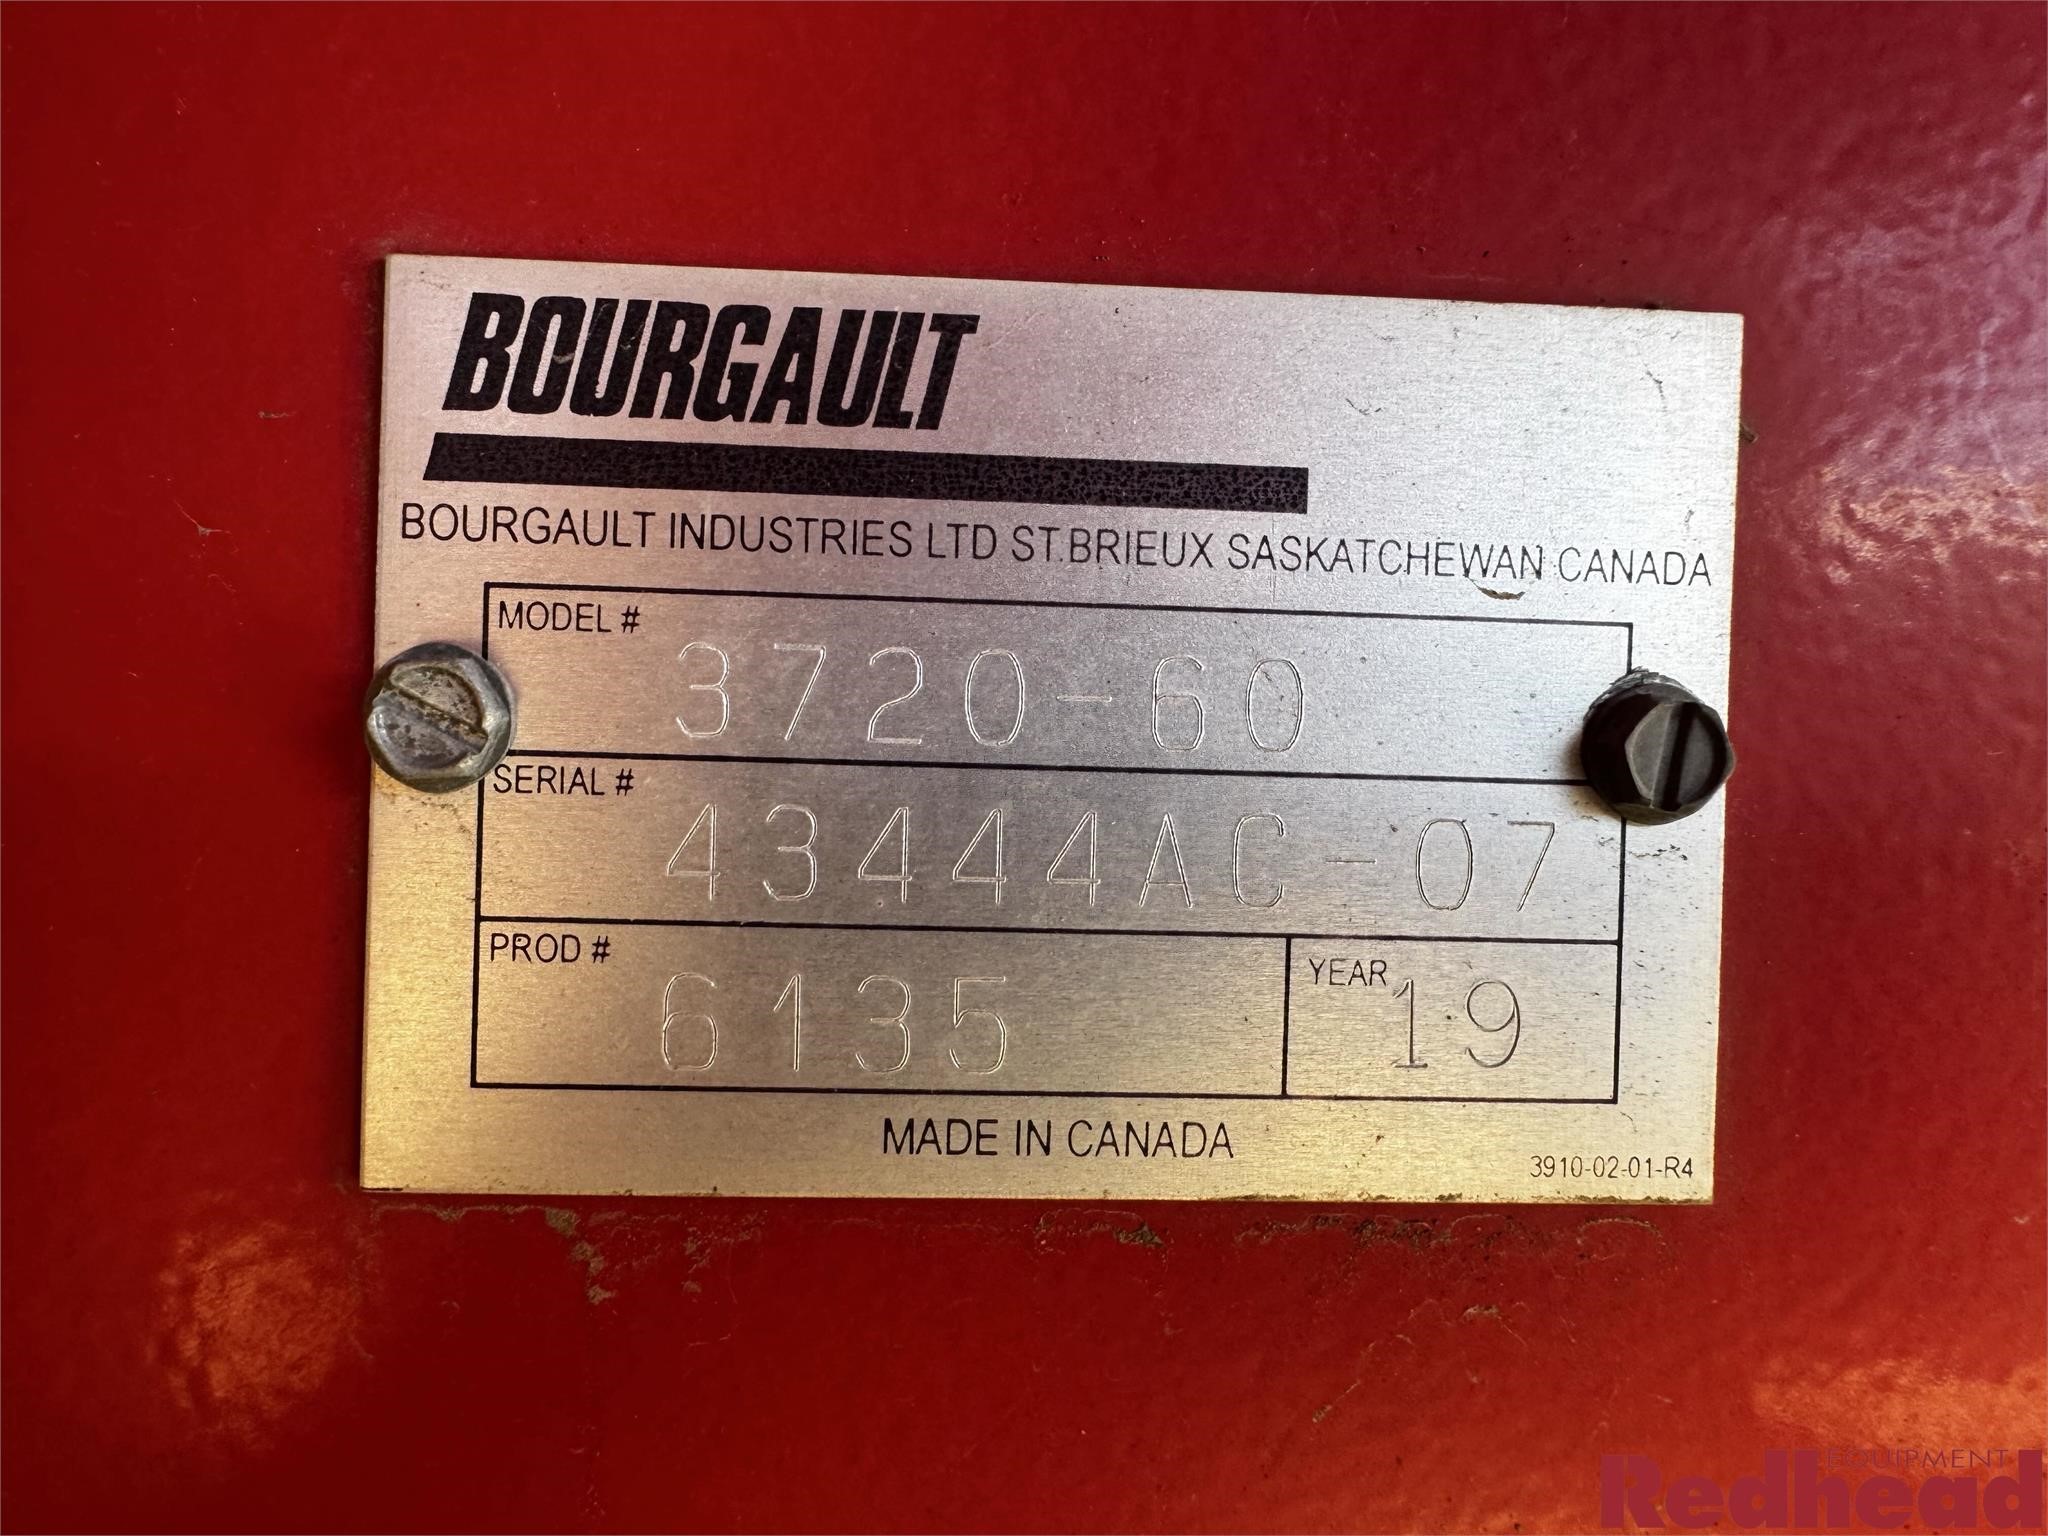 BOURGAULT
BOURGAULT INDUSTRIES LTD ST.BRIEUX SASKATCHEWAN CANADA
MODEL # 3720-60
SERIAL # 43444AC-07
PROD # 6135 YEAR 19
MADE IN CANADA
3910-02-01-R4
EQUIPMENT
Redhead